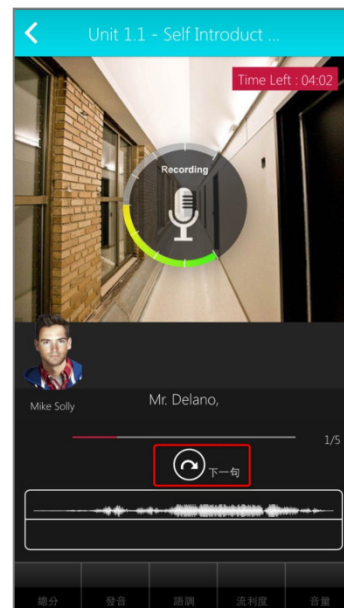 Unit 1.1 - Self Introduct ...
Time Left : 04:02
Recording
Mike Solly
Mr. Delano,
1/5
下一句
總分 發音 語調 流利度 音量